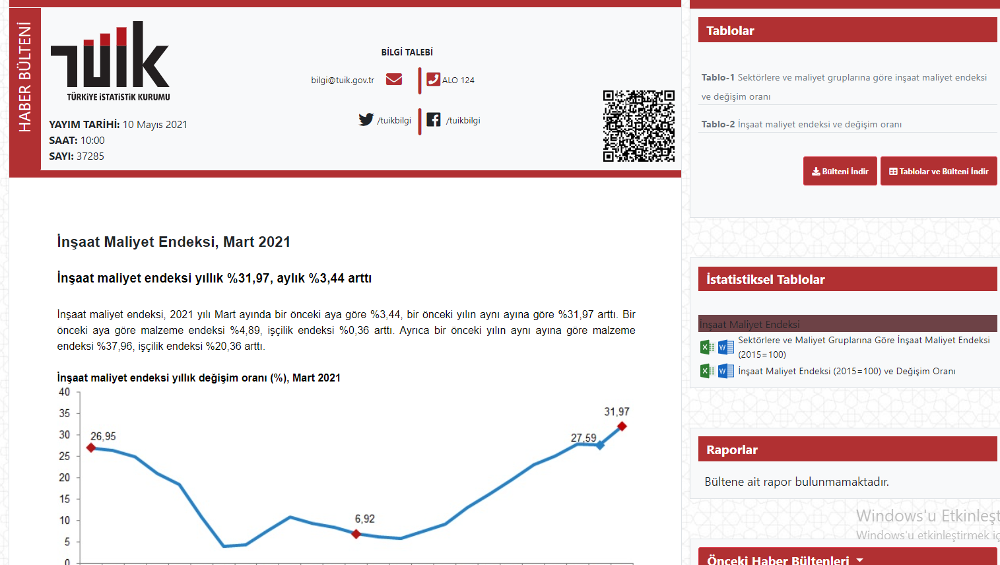 HABER BÜLTENİ
TÜİK
TÜRKİYE İSTATİSTİK KURUMU
YAYIM TARİHİ: 10 Mayıs 2021
SAAT: 10:00
SAYI: 37285
BİLGİ TALEBİ
bilgi@tuik.gov.tr
ALO 124
/tuikbilgi
/tuikbilgi
İnşaat Maliyet Endeksi, Mart 2021
İnşaat maliyet endeksi yıllık %31,97, aylık %3,44 arttı
İnşaat maliyet endeksi, 2021 yılı Mart ayında bir önceki aya göre %3,44, bir önceki yılın aynı ayına göre %31,97 arttı. Bir
önceki aya göre malzeme endeksi %4,89, işçilik endeksi %0,36 arttı. Ayrıca bir önceki yılın aynı ayına göre malzeme
endeksi %37,96, işçilik endeksi %20,36 arttı.
İnşaat maliyet endeksi yıllık değişim oranı (%), Mart 2021
40
35
30
25
20
15
10
5
0
26,95
6,92
27,59
31,97
Tablolar
Tablo-1 Sektörlere ve maliyet gruplarına göre inşaat maliyet endeksi
ve değişim oranı
Tablo-2 İnşaat maliyet endeksi ve değişim oranı
Bülteni İndir
Tablolar ve Bülteni İndir
İstatistiksel Tablolar
İnşaat Maliyet Endeksi
Sektörlere ve Maliyet Gruplarına Göre İnşaat Maliyet Endeksi
(2015=100)
İnşaat Maliyet Endeksi (2015=100) ve Değişim Oranı
Raporlar
Bültene ait rapor bulunmamaktadır.
Windows'u Etkinleşt
Windows'u etkinleştirmek iç
Önceki Haber Bültenleri